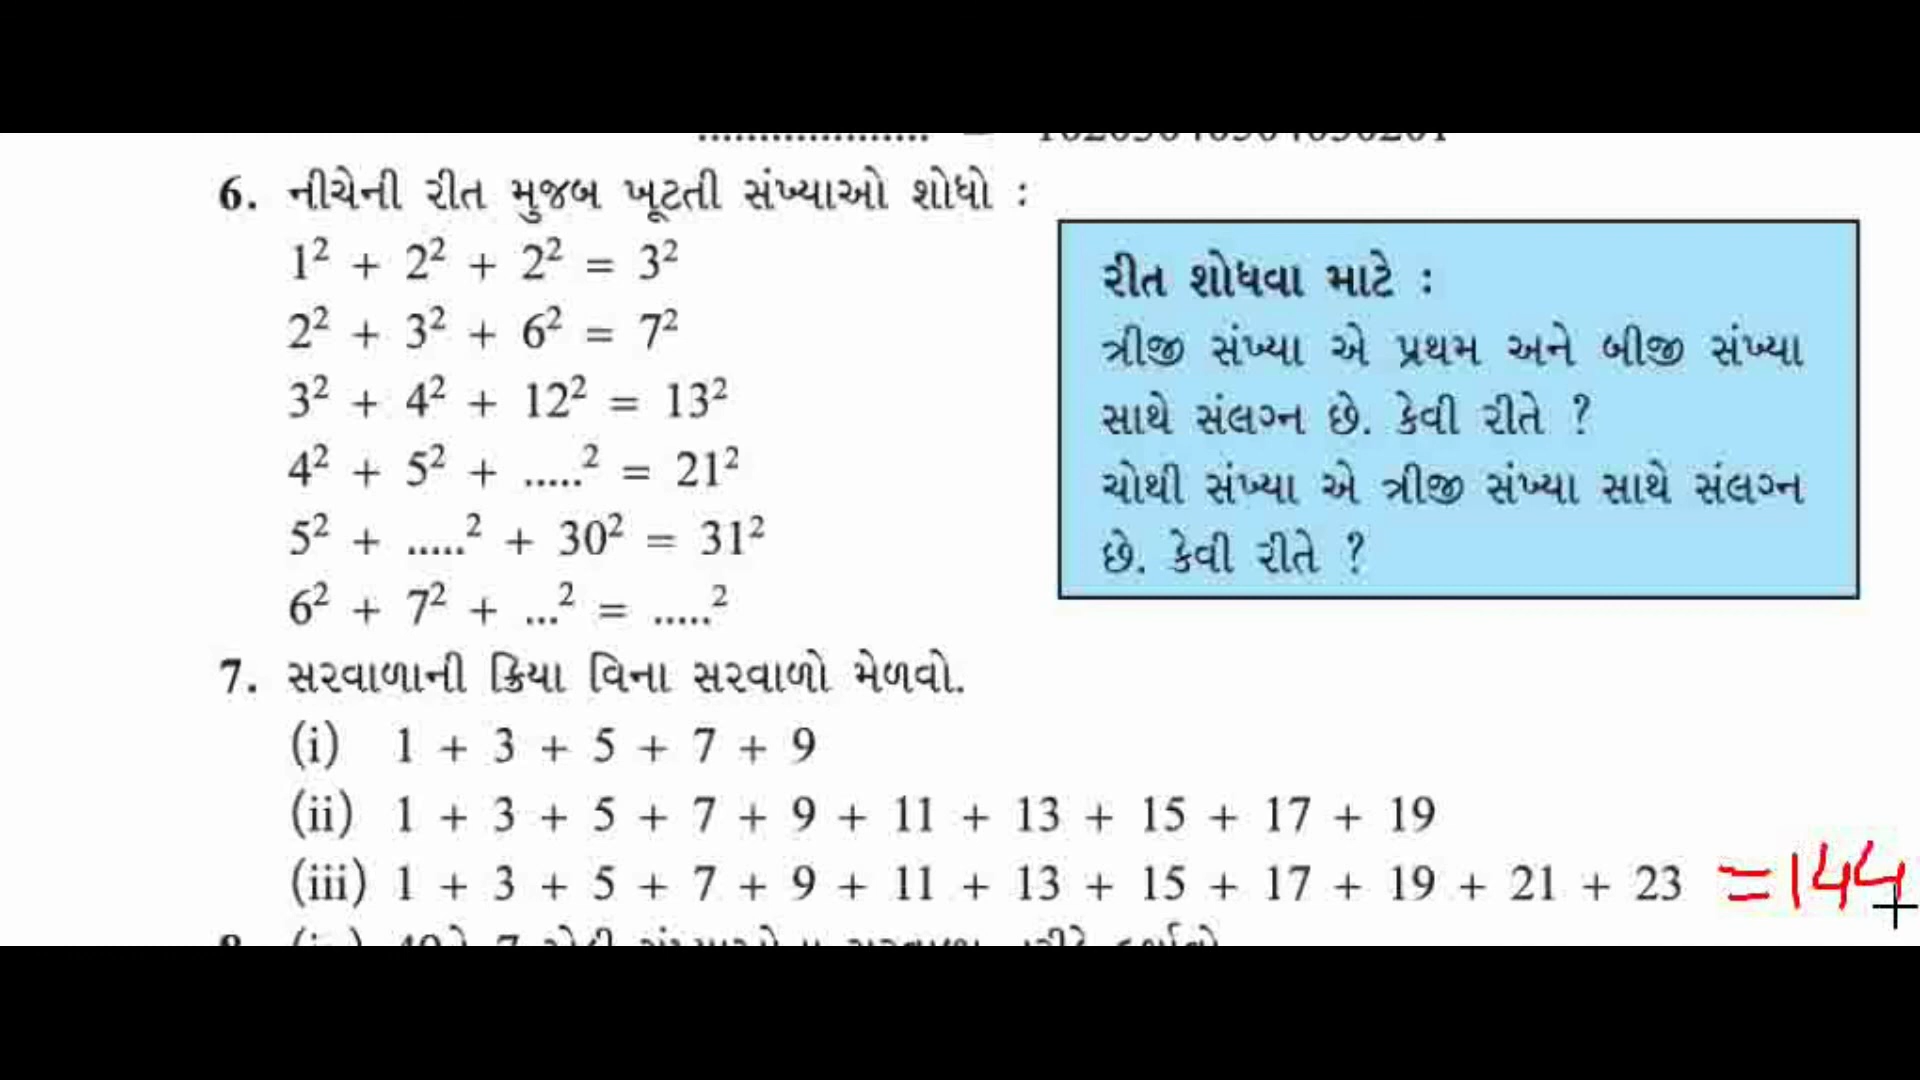 6. નીચેની રીત મુજબ ખૂટતી સંખ્યાઓ શોધો :
1² + 2² + 2² = 3²
2² + 3² + 6² = 7²
3² + 4² + 12² = 13²
4² + 5² + .....² = 21²
5² + .....² + 30² = 31²
6² + 7² + ...² = .....²
રીત શોધવા માટે :
ત્રીજી સંખ્યા એ પ્રથમ અને બીજી સંખ્યા
સાથે સંલગ્ન છે. કેવી રીતે ?
ચોથી સંખ્યા એ ત્રીજી સંખ્યા સાથે સંલગ્ન
છે. કેવી રીતે ?
7. સરવાળાની ક્રિયા વિના સરવાળો મેળવો.
(i) 1 + 3 + 5 + 7 + 9
(ii) 1 + 3 + 5 + 7 + 9 + 11 + 13 + 15 + 17 + 19
(iii) 1 + 3 + 5 + 7 + 9 + 11 + 13 + 15 + 17 + 19 + 21 + 23 = 144